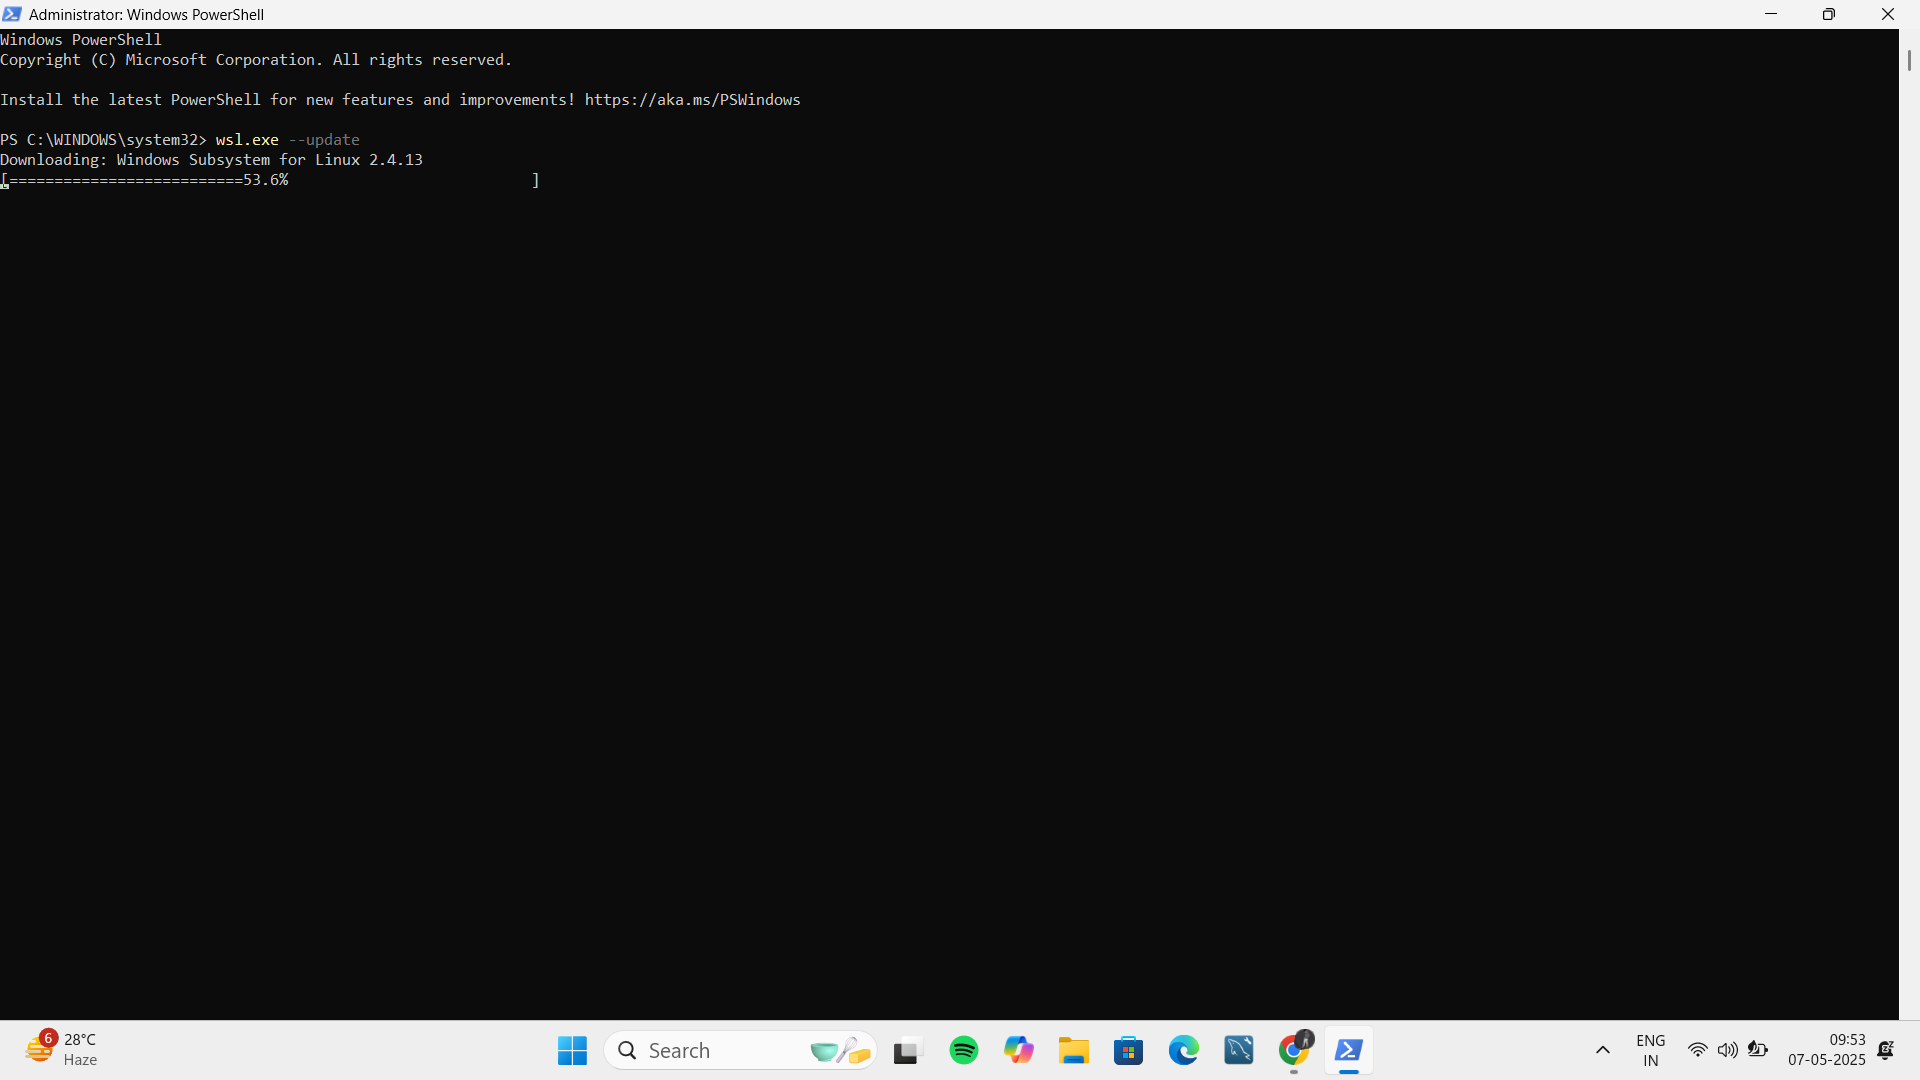 Administrator: Windows PowerShell
Windows PowerShell
Copyright (C) Microsoft Corporation. All rights reserved.
Install the latest PowerShell for new features and improvements! https://aka.ms/PSWindows
PS C:\WINDOWS\system32> wsl.exe --update
Downloading: Windows Subsystem for Linux 2.4.13
[==========================53.6%                           ]
6
28°C
Haze
Search
ENG
IN
09:53
07-05-2025